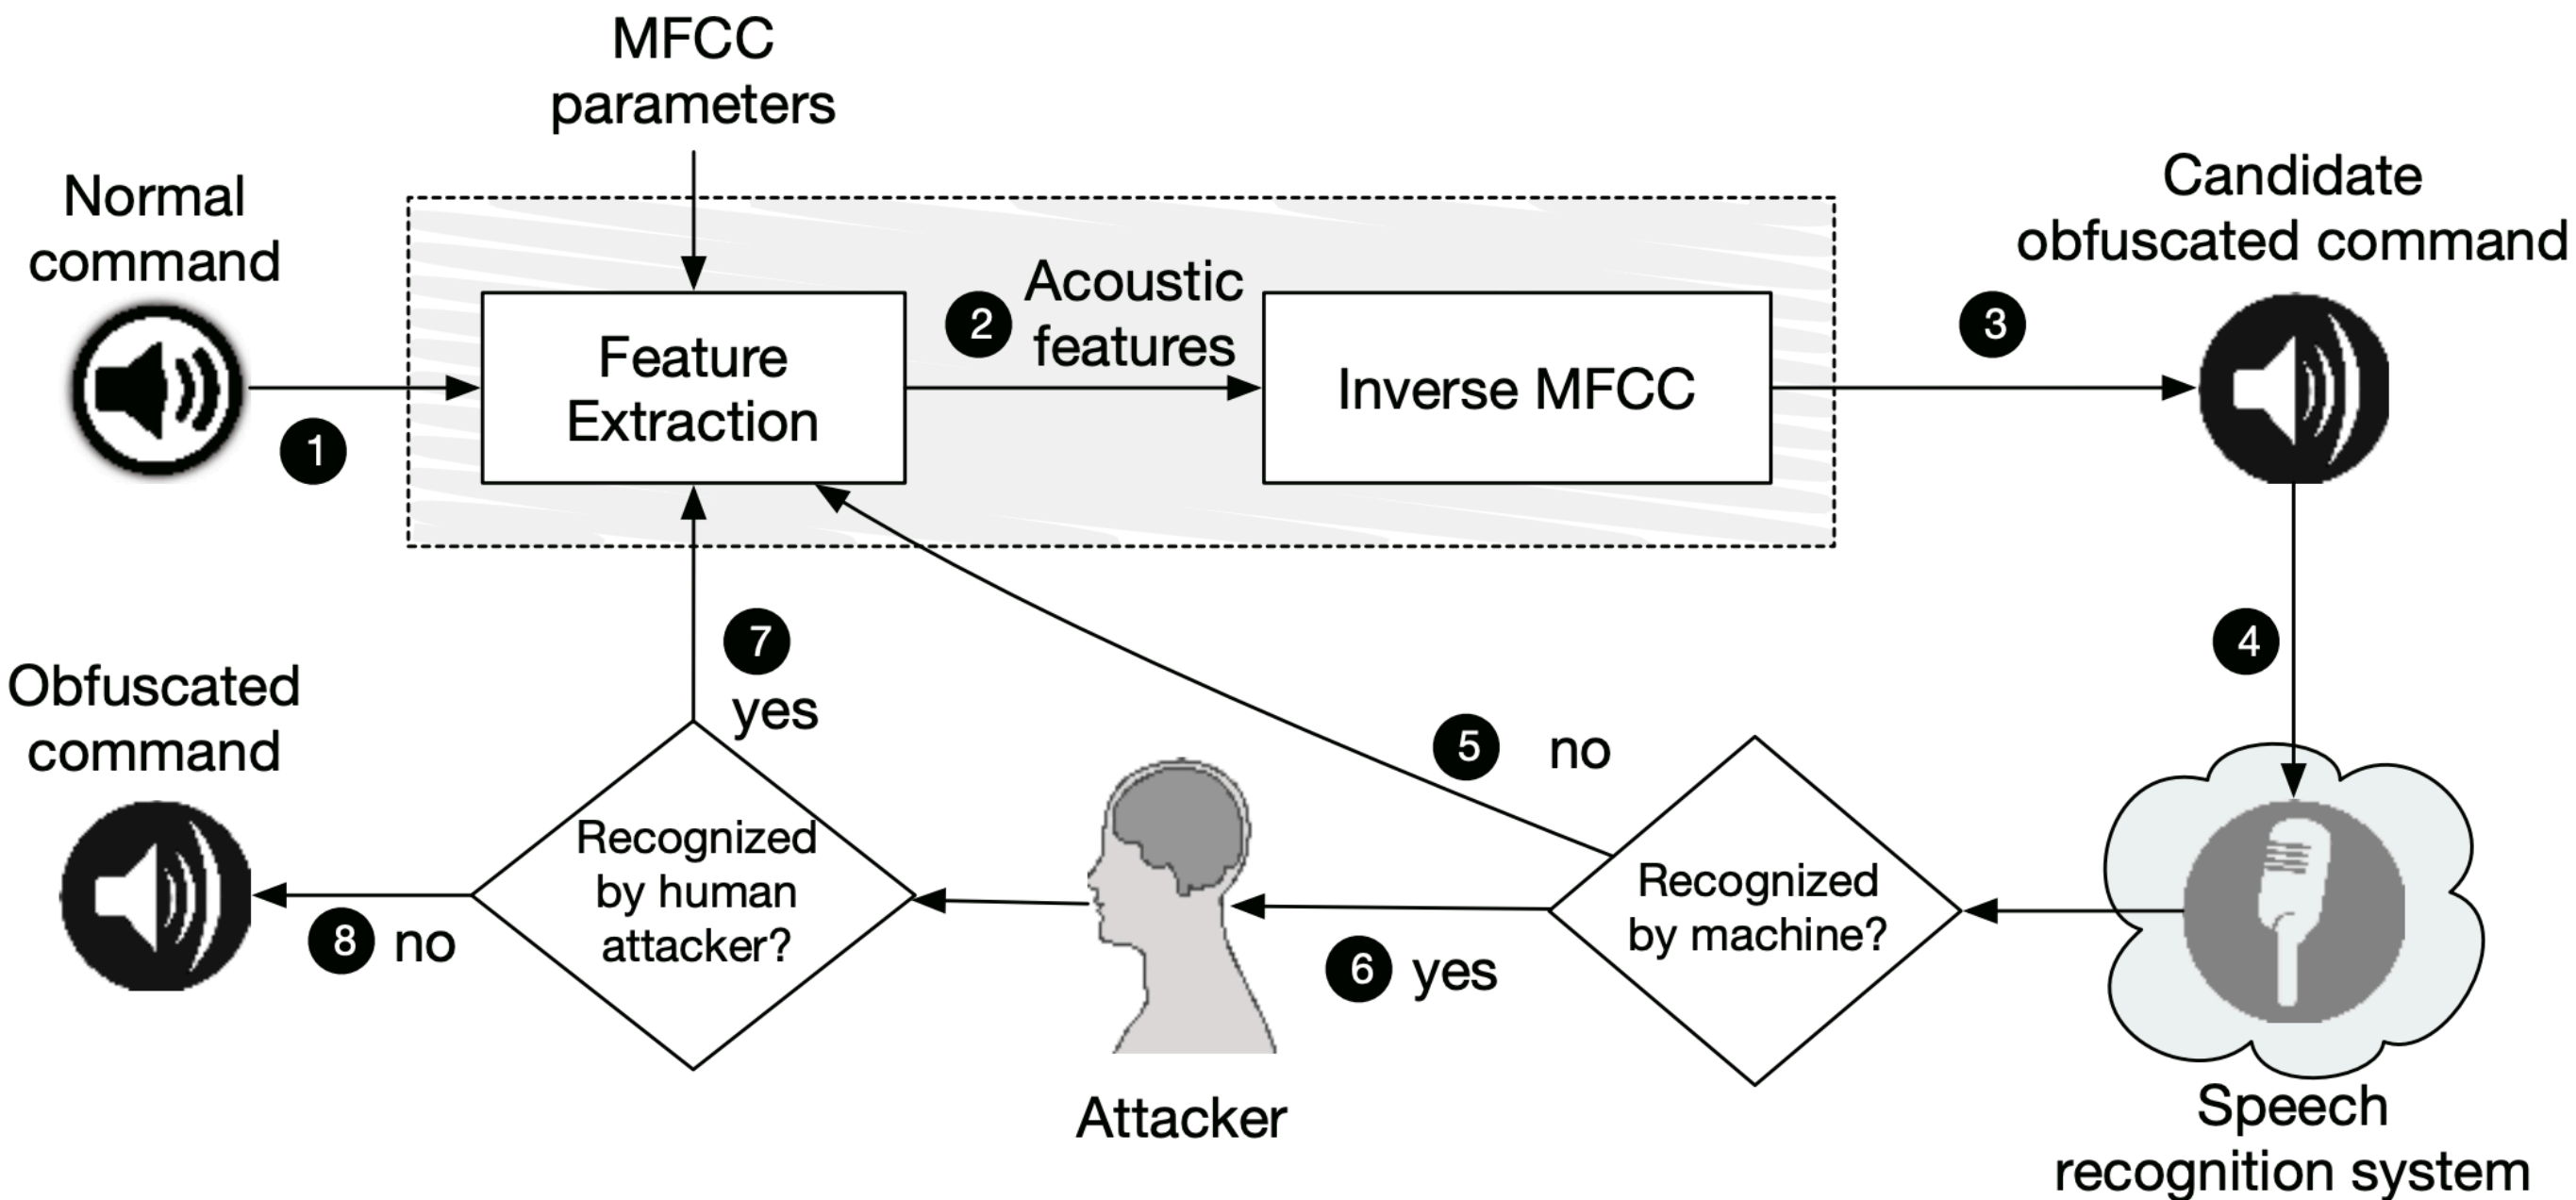 MFCC
parameters
Normal
command
Candidate
obfuscated command
1
Feature
Extraction
2
Acoustic
features
Inverse MFCC
3
4
5 no
Recognized
by machine?
Speech
recognition system
6 yes
Attacker
Recognized
by human
attacker?
7
yes
8 no
Obfuscated
command